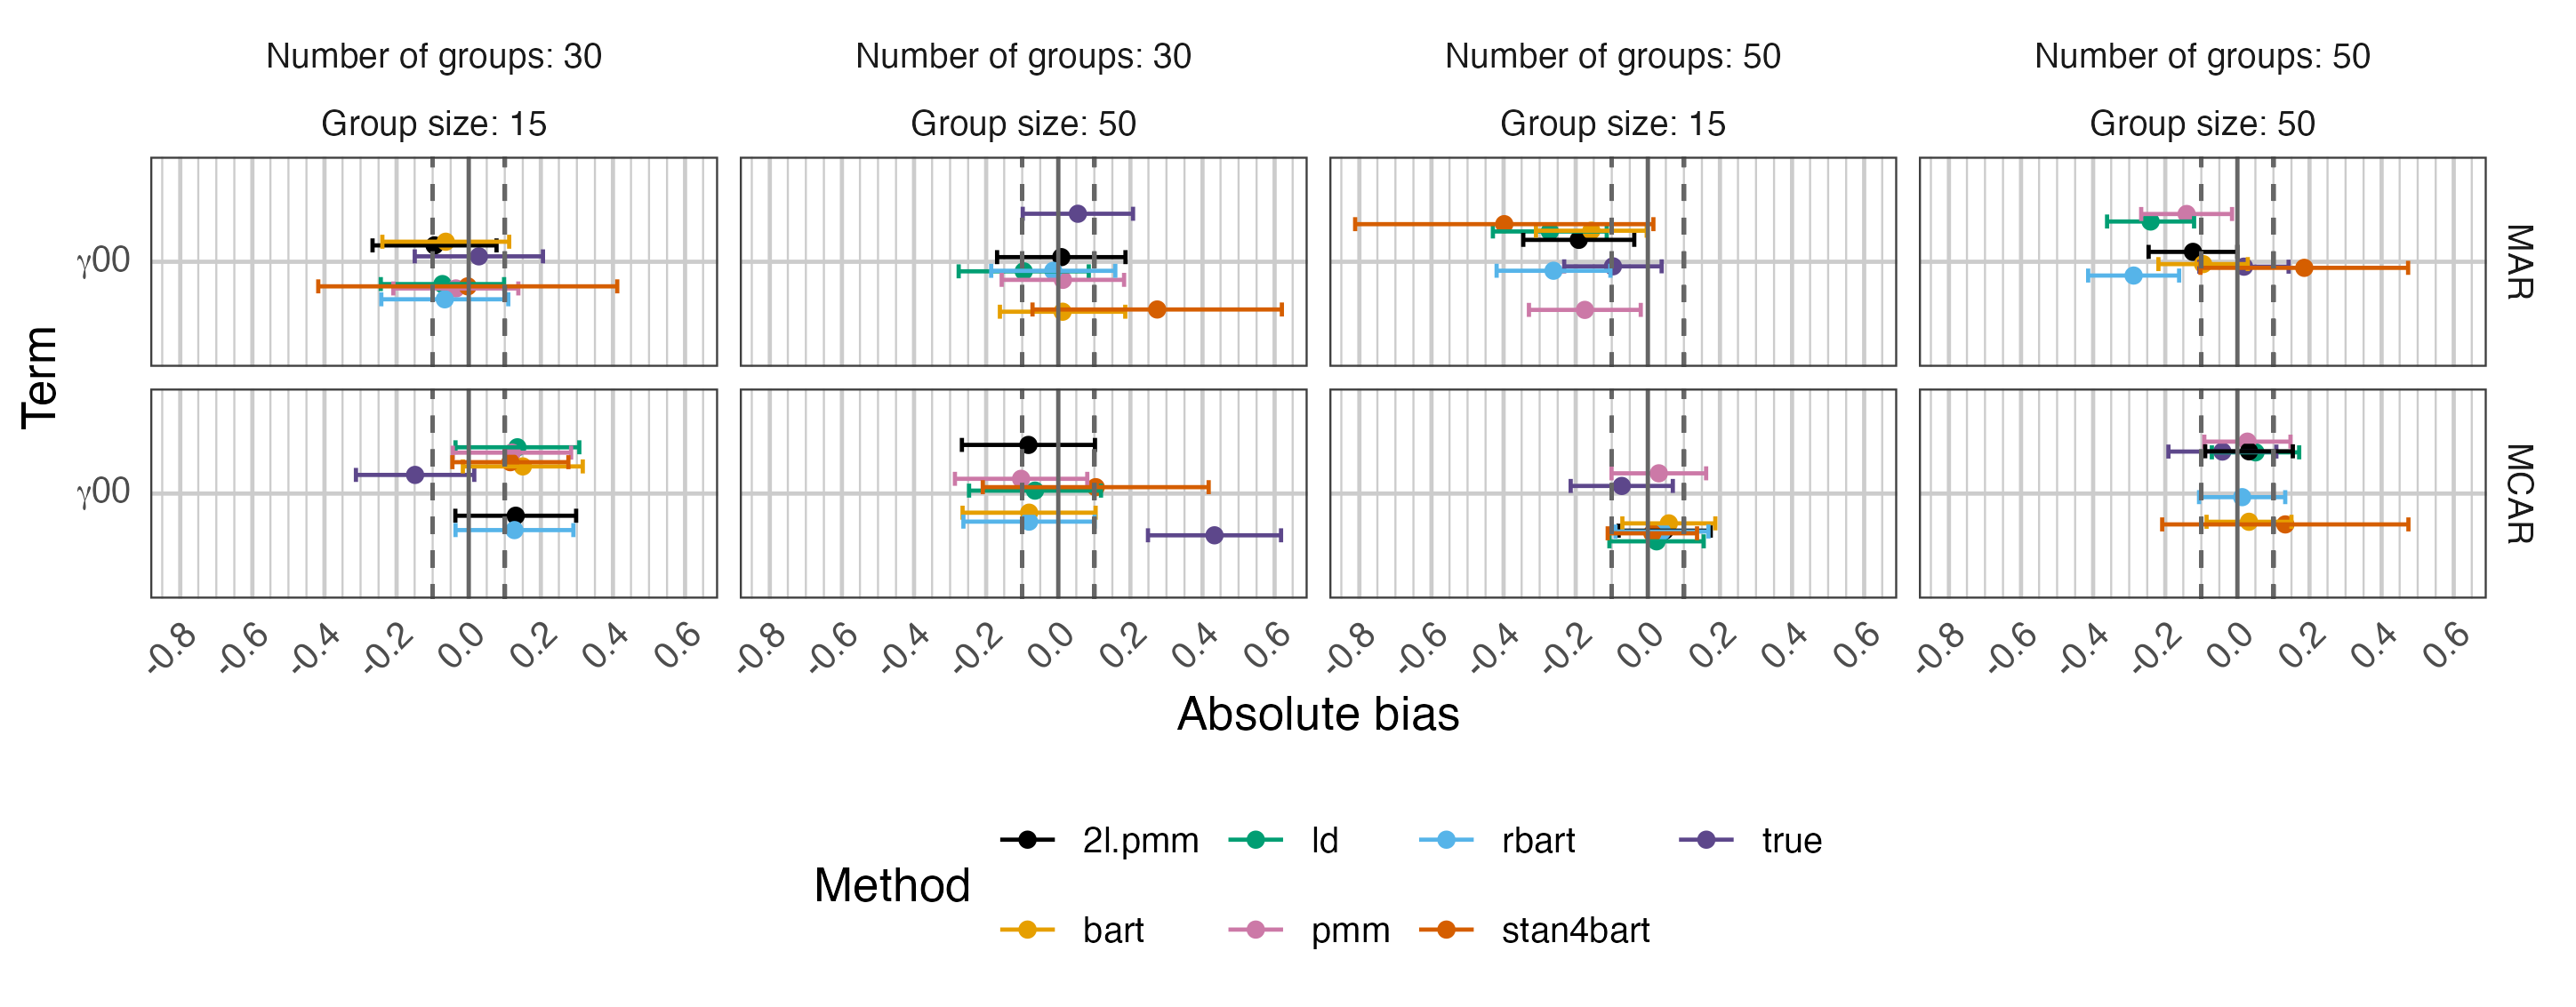 Number of groups: 30
Number of groups: 30
Number of groups: 50
Number of groups: 50
Group size: 15
Group size: 50
Group size: 15
Group size: 50
Term
γ00
MAR
γ00
MCAR
-0.8 -0.6 -0.4 -0.2 0.0 0.2 0.4 0.6
-0.8 -0.6 -0.4 -0.2 0.0 0.2 0.4 0.6
-0.8 -0.6 -0.4 -0.2 0.0 0.2 0.4 0.6
-0.8 -0.6 -0.4 -0.2 0.0 0.2 0.4 0.6
Absolute bias
Method
2l.pmm
ld
rbart
true
bart
pmm
stan4bart